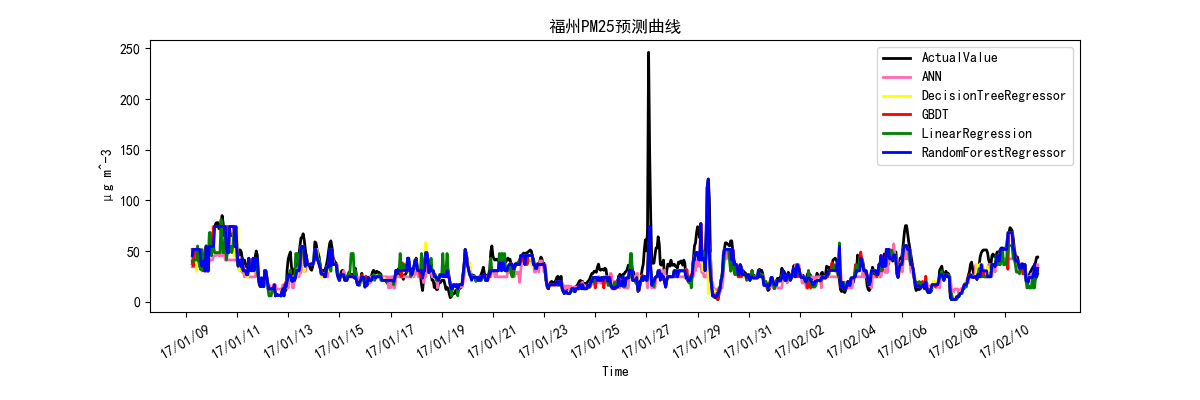 福州PM25预测曲线
250
200
150
100
50
0
μg m^-3
ActualValue
ANN
DecisionTreeRegressor
GBDT
LinearRegression
RandomForestRegressor
17/01/09
17/01/11
17/01/13
17/01/15
17/01/17
17/01/19
17/01/21
17/01/23
17/01/25
17/01/27
17/01/29
17/01/31
17/02/02
17/02/04
17/02/06
17/02/08
17/02/10
Time